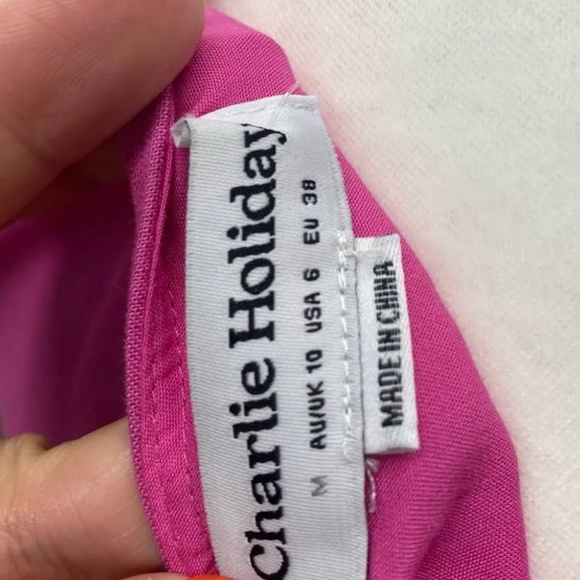 Charlie Holiday
M AU/UK 10 USA 6 EU 38
MADE IN CHINA